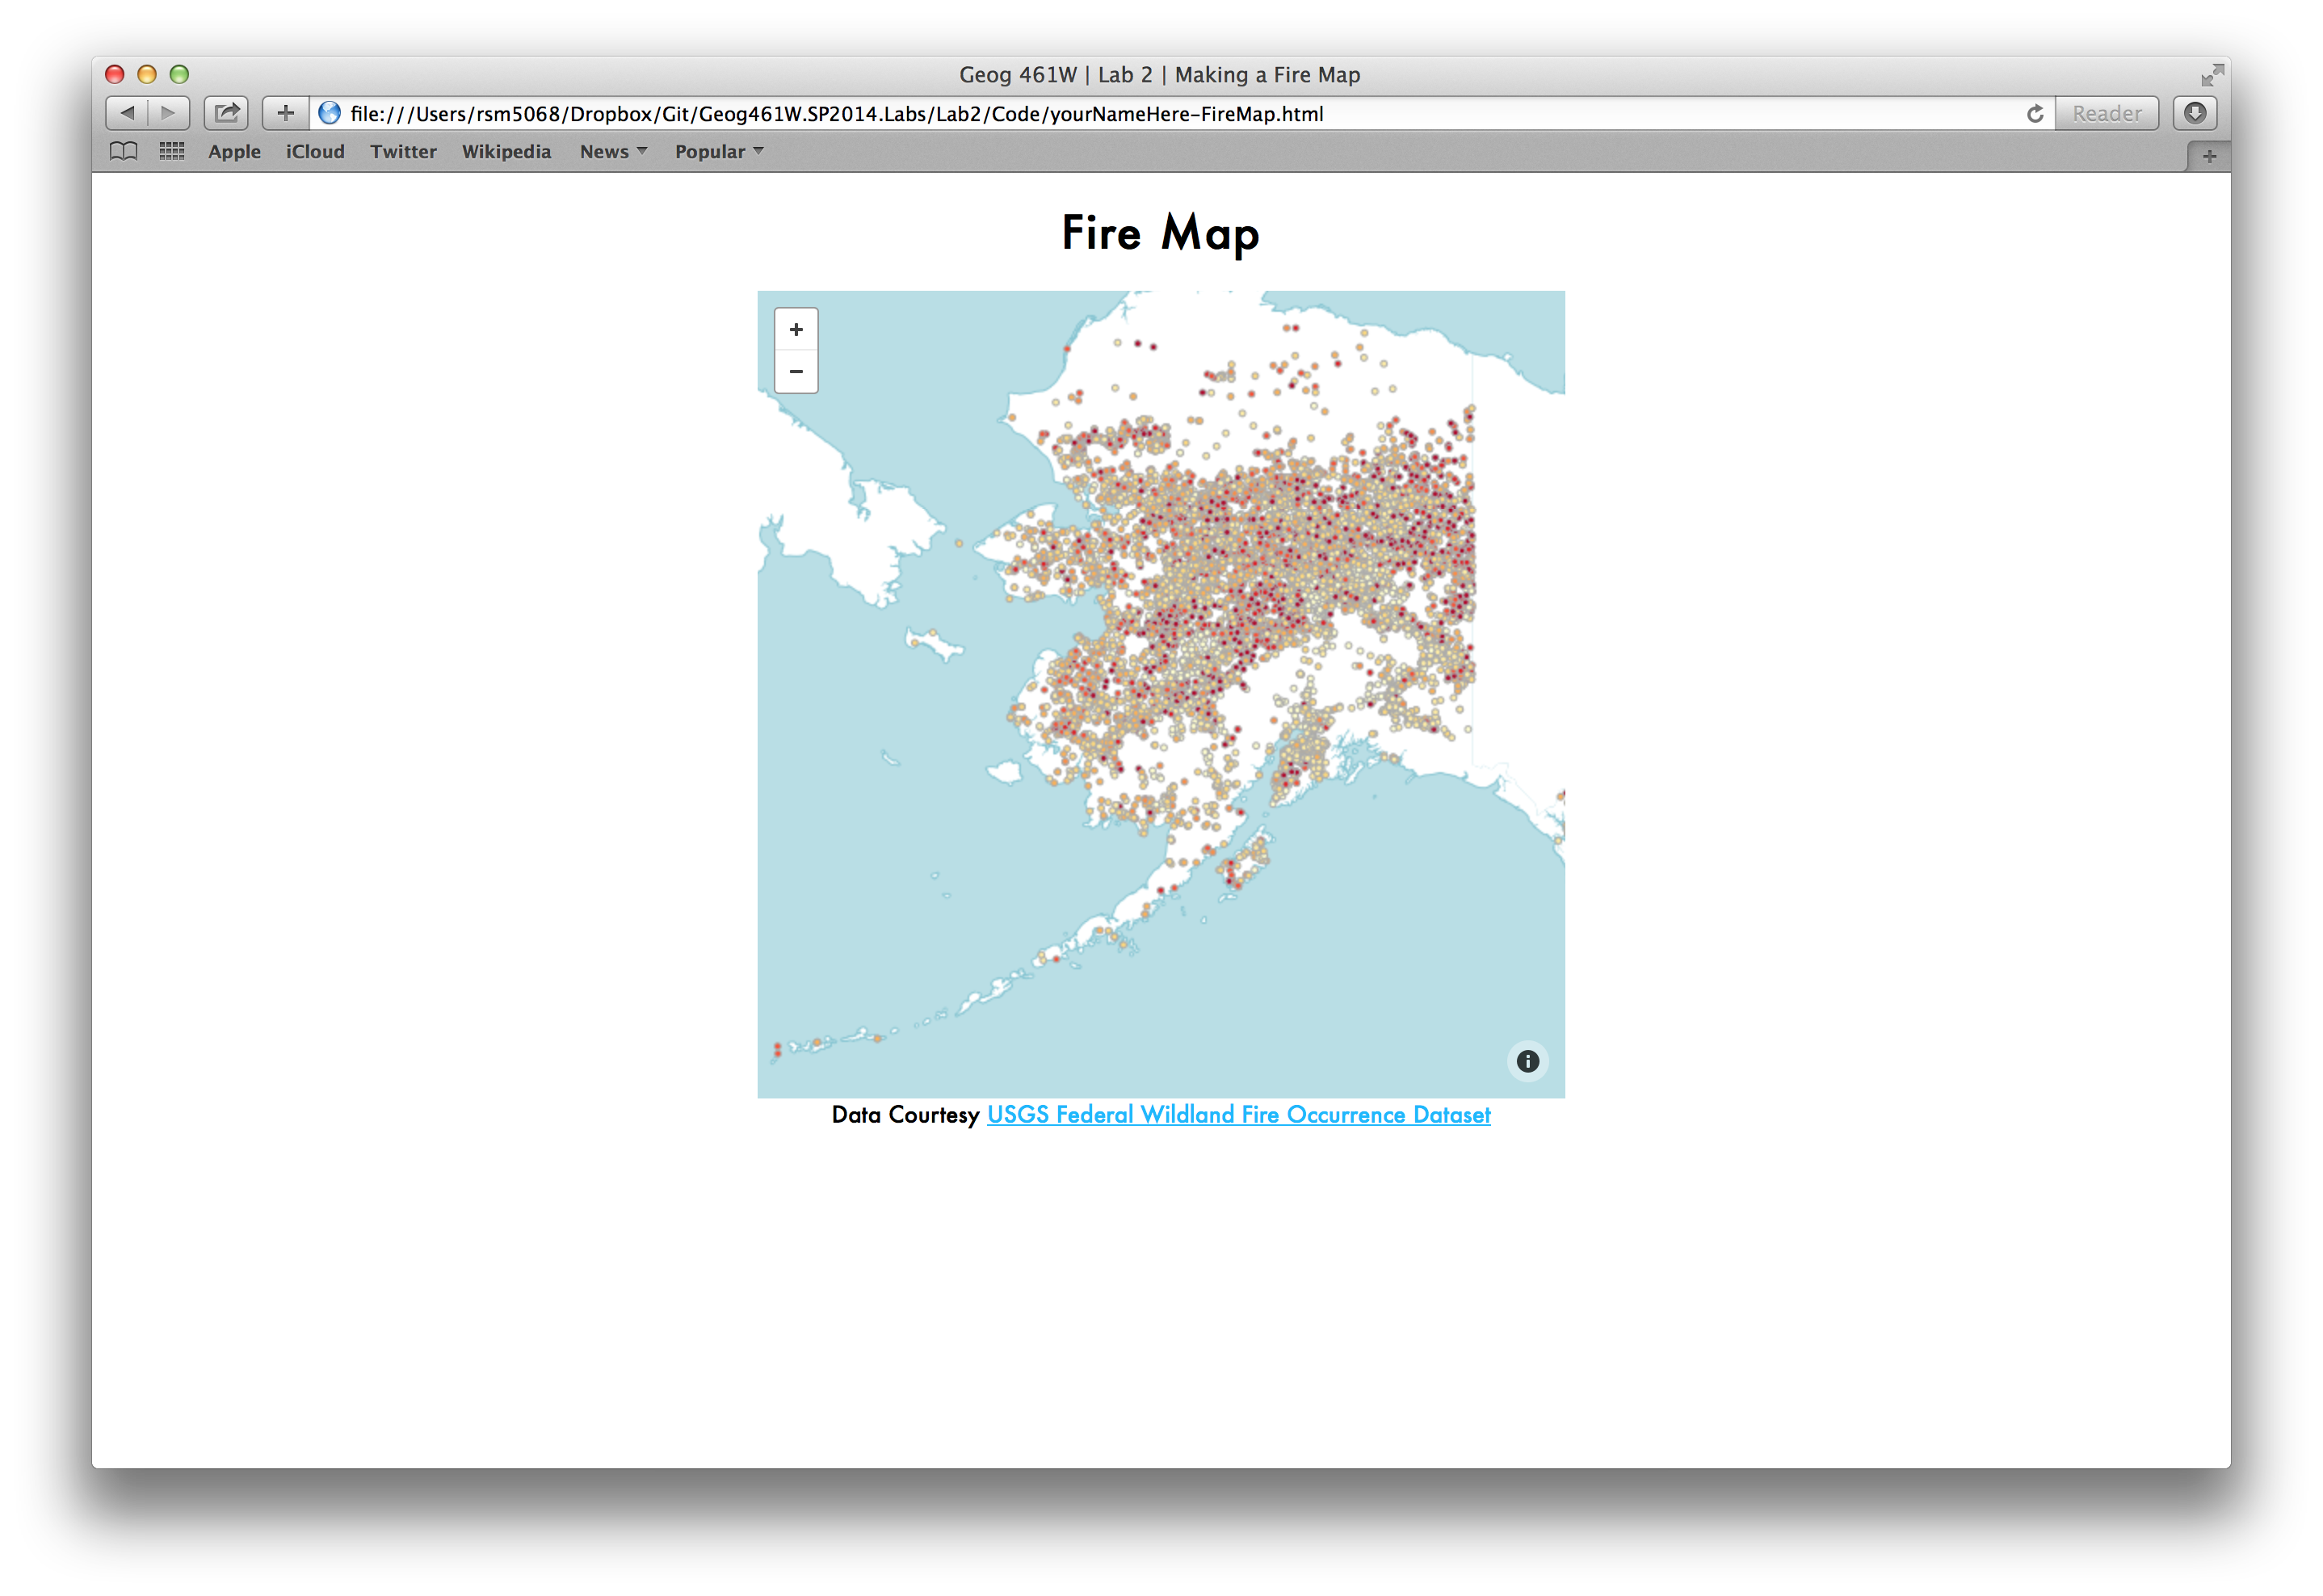 Geog 461W | Lab 2 | Making a Fire Map
file:///Users/rsm5068/Dropbox/Git/Geog461W.SP2014.Labs/Lab2/Code/yourNameHere-FireMap.html
Reader
Apple iCloud Twitter Wikipedia News Popular
Fire Map
+
−
i
Data Courtesy USGS Federal Wildland Fire Occurrence Dataset